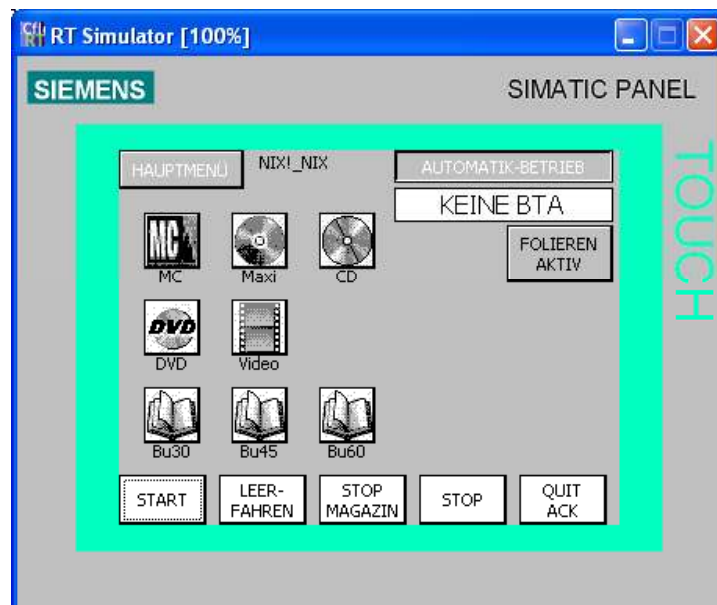 RT Simulator [100%]
SIEMENS
SIMATIC PANEL
TOUCH
HAUPTMENÜ
NIX!_NIX
AUTOMATIK-BETRIEB
KEINE BTA
FOLIEREN
AKTIV
MC
MC
Maxi
CD
DVD
DVD
Video
Bu30
Bu45
Bu60
START
LEER-
FAHREN
STOP
MAGAZIN
STOP
QUIT
ACK